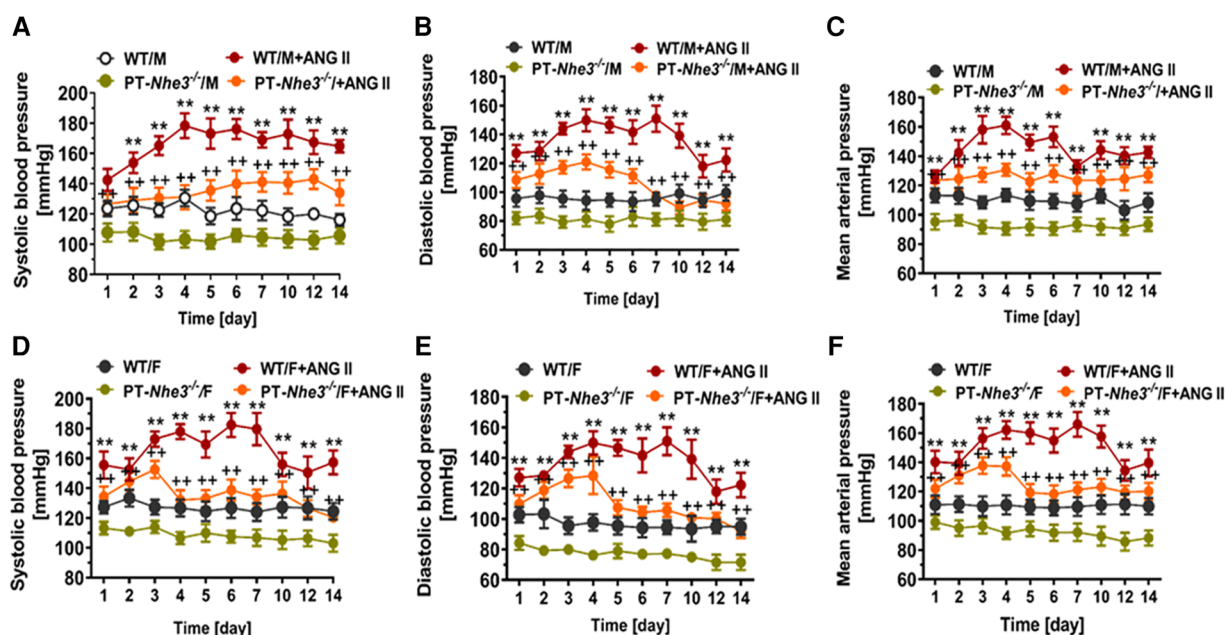 A
WT/M WT/M+ANG II
PT-Nhe3-/-/M PT-Nhe3-/-/+ANG II
Systolic blood pressure
[mmHg]
200
180
160
140
120
100
80
** ** ** ** ** ** ** ** **
++ ++ ++ ++ ++ ++ ++ ++ ++ ++
1 2 3 4 5 6 7 10 12 14
Time [day]
B
WT/M WT/M+ANG II
PT-Nhe3-/-/M PT-Nhe3-/-/M+ANG II
Diastolic blood pressure
[mmHg]
180
160
140
120
100
80
60
** ** ** ** ** ** ** ** ** **
++ ++ ++ ++ ++ ++ ++ ++ ++ ++
1 2 3 4 5 6 7 10 12 14
Time [day]
C
WT/M WT/M+ANG II
PT-Nhe3-/-/M PT-Nhe3-/-/+ANG II
Mean arterial pressure
[mmHg]
180
160
140
120
100
80
60
** ** ** ** ** ** ** ** ** **
++ ++ ++ ++ ++ ++ ++ ++ ++ ++
1 2 3 4 5 6 7 10 12 14
Time [day]
D
WT/F WT/F+ANG II
PT-Nhe3-/-/F PT-Nhe3-/-/F+ANG II
Systolic blood pressure
[mmHg]
200
180
160
140
120
100
80
** ** ** ** ** ** ** ** ** **
++ ++ ++ ++ ++ ++ ++ ++ ++ ++
1 2 3 4 5 6 7 10 12 14
Time [day]
E
WT/F WT/F+ANG II
PT-Nhe3-/-/F PT-Nhe3-/-/F+ANG II
Diastolic blood pressure
[mmHg]
180
160
140
120
100
80
60
** ** ** ** ** ** ** ** ** **
++ ++ ++ ++ ++ ++ ++ ++ ++ ++
1 2 3 4 5 6 7 10 12 14
Time [day]
F
WT/F WT/F+ANG II
PT-Nhe3-/-/F PT-Nhe3-/-/F+ANG II
Mean arterial pressure
[mmHg]
180
160
140
120
100
80
60
** ** ** ** ** ** ** ** ** **
++ ++ ++ ++ ++ ++ ++ ++ ++ ++
1 2 3 4 5 6 7 10 12 14
Time [day]